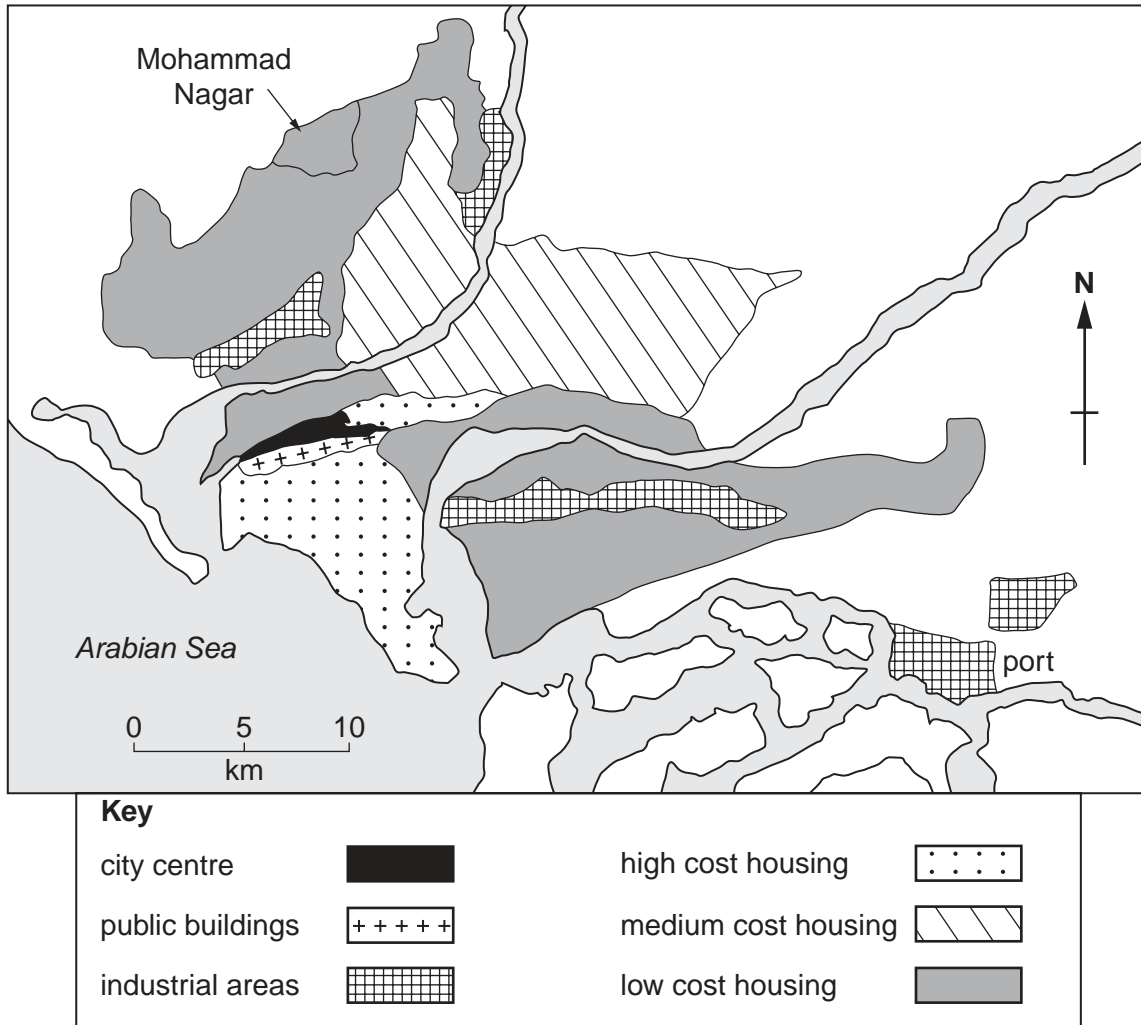 Mohammad
Nagar
N
Arabian Sea
port
0 5 10
km
Key
city centre
high cost housing
public buildings
medium cost housing
industrial areas
low cost housing